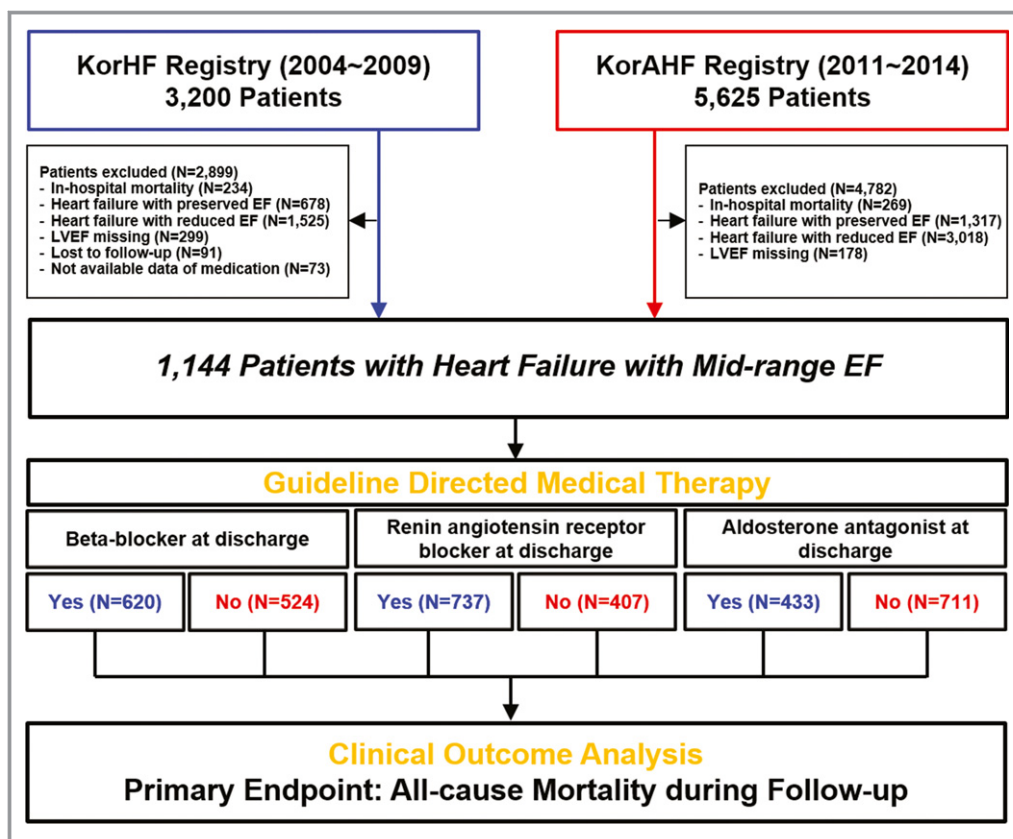 KorHF Registry (2004~2009)
3,200 Patients
KorAHF Registry (2011~2014)
5,625 Patients
Patients excluded (N=2,899)
- In-hospital mortality (N=234)
- Heart failure with preserved EF (N=678)
- Heart failure with reduced EF (N=1,525)
- LVEF missing (N=299)
- Lost to follow-up (N=91)
- Not available data of medication (N=73)
Patients excluded (N=4,782)
- In-hospital mortality (N=269)
- Heart failure with preserved EF (N=1,317)
- Heart failure with reduced EF (N=3,018)
- LVEF missing (N=178)
1,144 Patients with Heart Failure with Mid-range EF
Guideline Directed Medical Therapy
Beta-blocker at discharge
Renin angiotensin receptor
blocker at discharge
Aldosterone antagonist at
discharge
Yes (N=620)
No (N=524)
Yes (N=737)
No (N=407)
Yes (N=433)
No (N=711)
Clinical Outcome Analysis
Primary Endpoint: All-cause Mortality during Follow-up